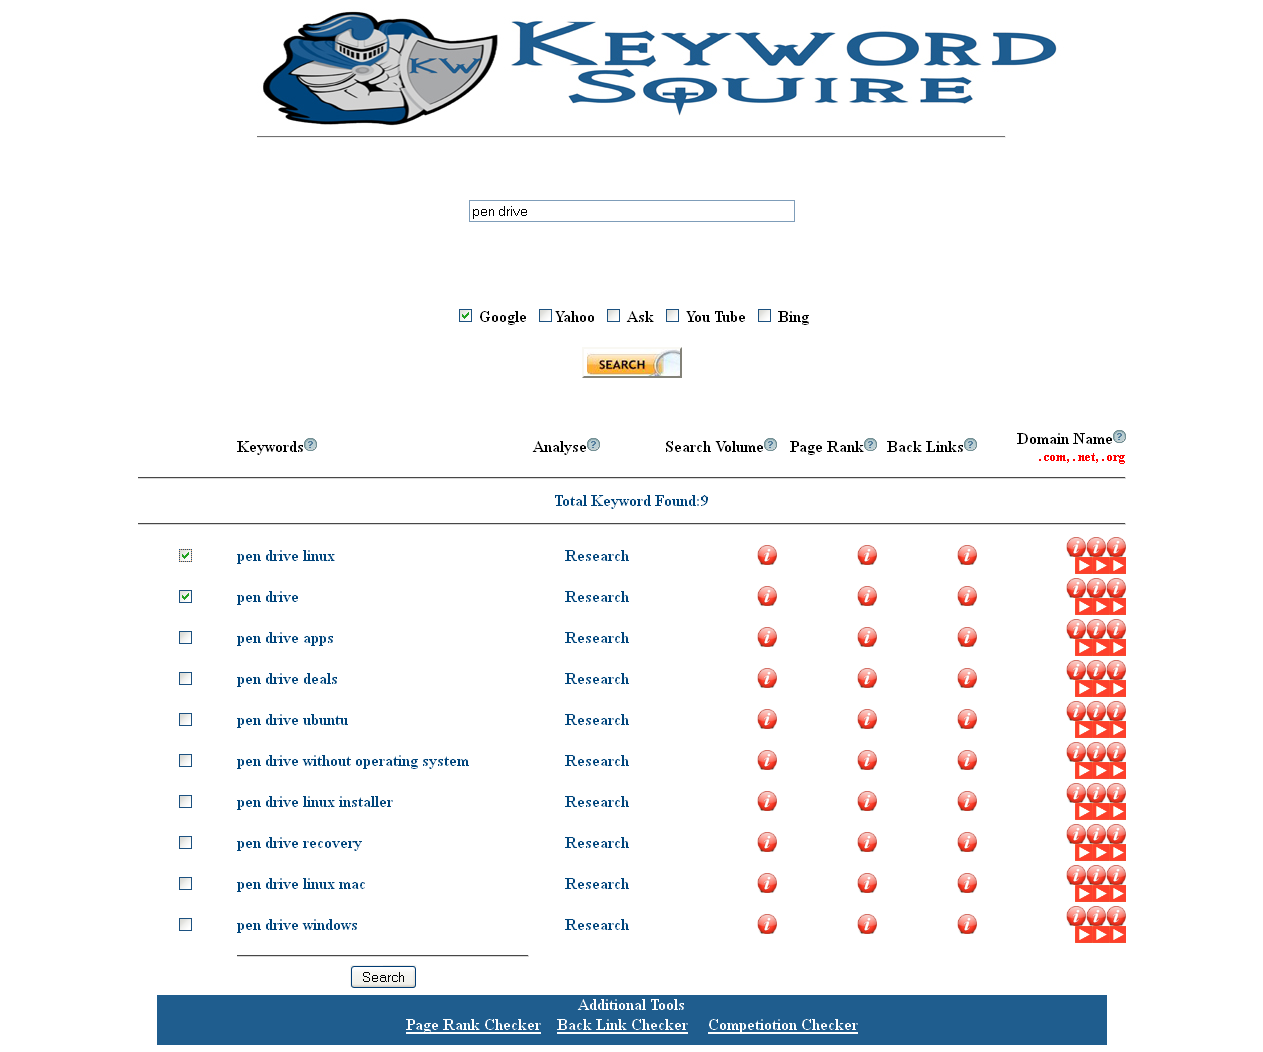 KW
KEYWORD
SQUIRE
pen drive
Google Yahoo Ask You Tube Bing
SEARCH
Keywords? Analyse? Search Volume? Page Rank? Back Links? Domain Name?
.com, .net, .org
Total Keyword Found:9
pen drive linux Research i i i i i i
pen drive Research i i i i i i
pen drive apps Research i i i i i i
pen drive deals Research i i i i i i
pen drive ubuntu Research i i i i i i
pen drive without operating system Research i i i i i i
pen drive linux installer Research i i i i i i
pen drive recovery Research i i i i i i
pen drive linux mac Research i i i i i i
pen drive windows Research i i i i i i
Search
Additional Tools
Page Rank Checker Back Link Checker Competiotion Checker